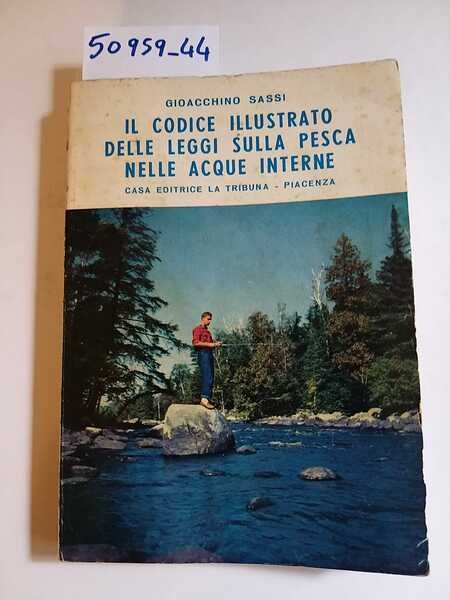 50959_44
GIOACCHINO SASSI
IL CODICE ILLUSTRATO
DELLE LEGGI SULLA PESCA
NELLE ACQUE INTERNE
CASA EDITRICE LA TRIBUNA - PIACENZA